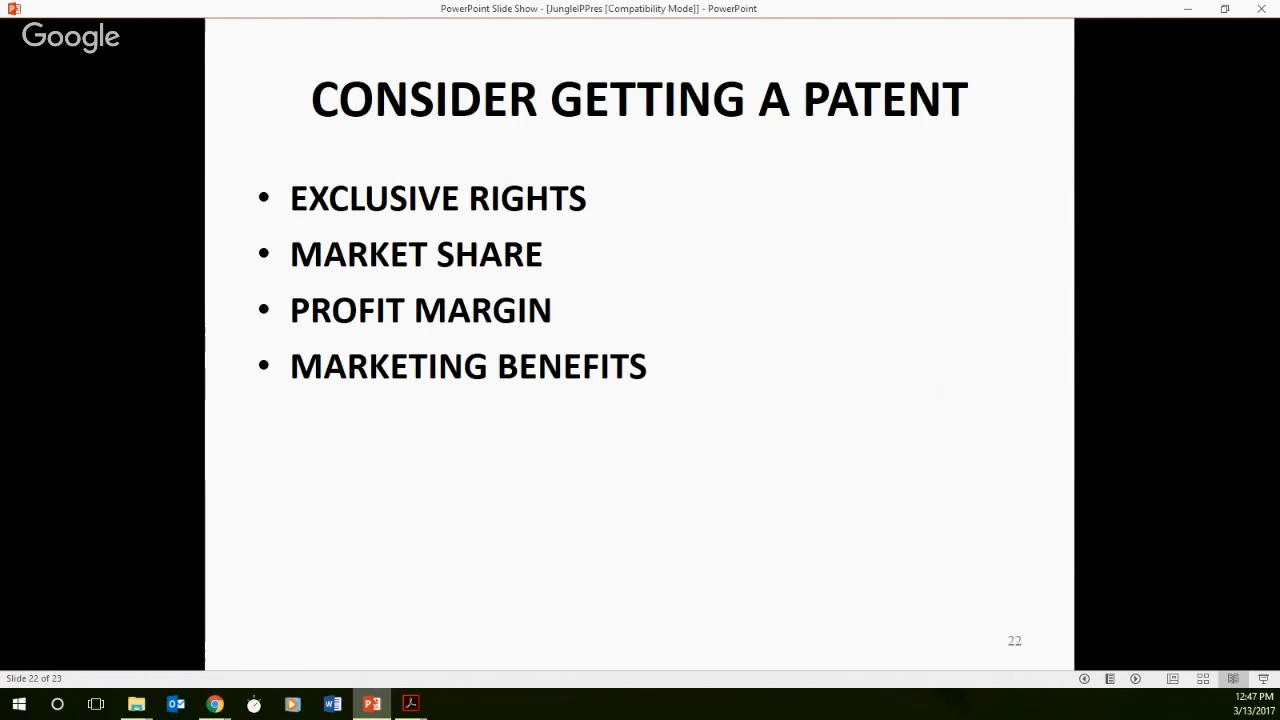 PowerPoint Slide Show - [JungleIPPres [Compatibility Mode]] - PowerPoint
Google
CONSIDER GETTING A PATENT
• EXCLUSIVE RIGHTS
• MARKET SHARE
• PROFIT MARGIN
• MARKETING BENEFITS
22
Slide 22 of 23
12:47 PM
3/13/2017